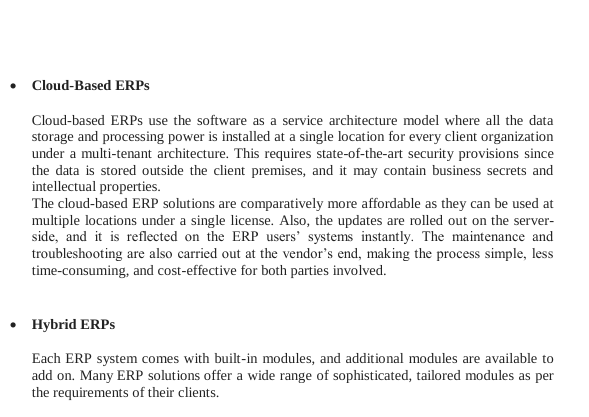 • Cloud-Based ERPs
Cloud-based ERPs use the software as a service architecture model where all the data
storage and processing power is installed at a single location for every client organization
under a multi-tenant architecture. This requires state-of-the-art security provisions since
the data is stored outside the client premises, and it may contain business secrets and
intellectual properties.
The cloud-based ERP solutions are comparatively more affordable as they can be used at
multiple locations under a single license. Also, the updates are rolled out on the server-
side, and it is reflected on the ERP users’ systems instantly. The maintenance and
troubleshooting are also carried out at the vendor’s end, making the process simple, less
time-consuming, and cost-effective for both parties involved.
• Hybrid ERPs
Each ERP system comes with built-in modules, and additional modules are available to
add on. Many ERP solutions offer a wide range of sophisticated, tailored modules as per
the requirements of their clients.